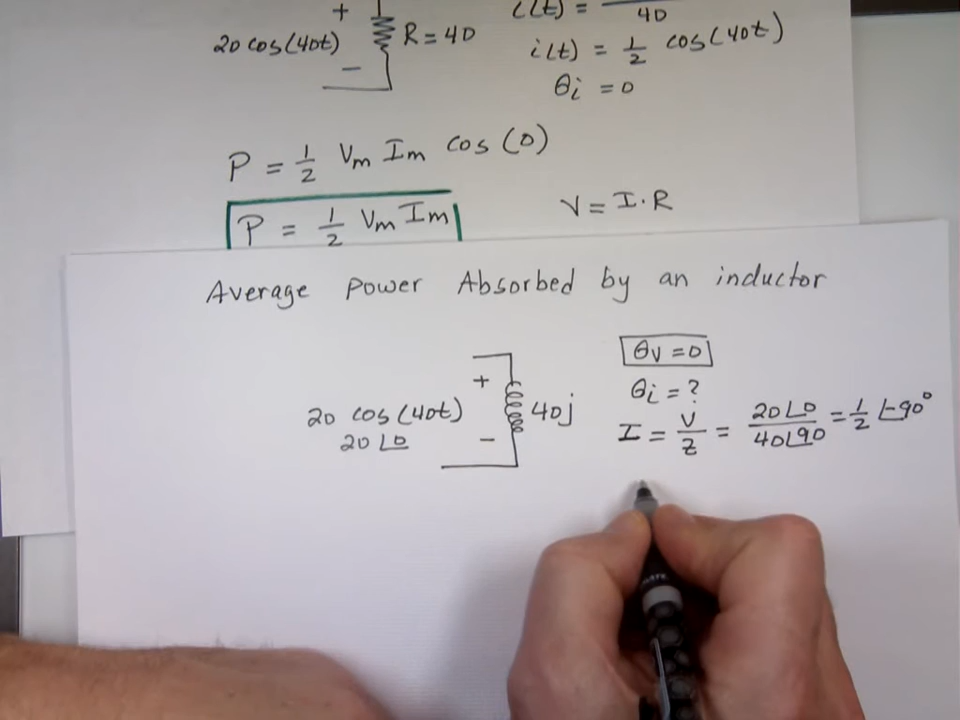 +
20 cos(40t)
R = 40
-
i(t) =
40
i(t) = 1/2 cos(40t)
θi = 0
P = 1/2 Vm Im cos (0)
P = 1/2 Vm Im
V = I · R
Average power Absorbed by an inductor
+
20 cos(40t)
20∠0
-
40j
θv = 0
θi = ?
I = V/Z = 20∠0/40∠90 = 1/2 ∠-90°